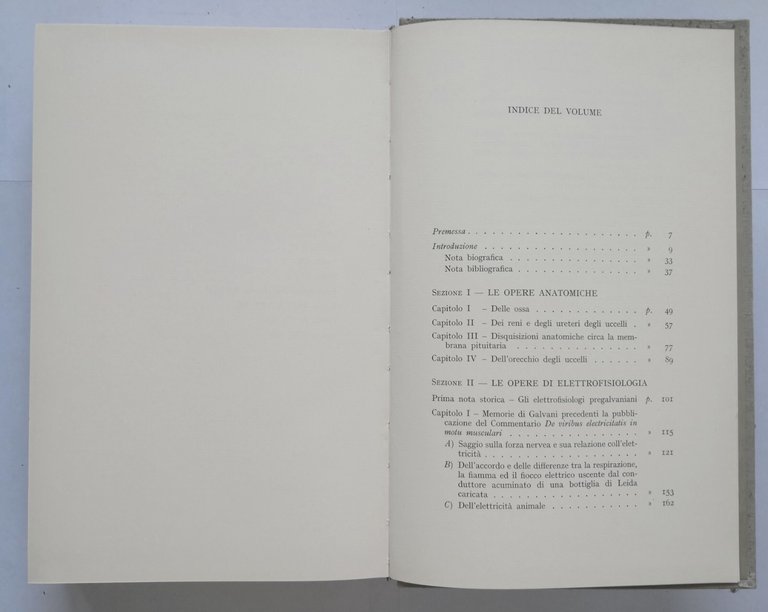 INDICE DEL VOLUME
Premessa . . . . . . . . . . . . . . . . . . . . . p. 7
Introduzione . . . . . . . . . . . . . . . . . . . » 9
Nota biografica . . . . . . . . . . . . . . . . » 33
Nota bibliografica . . . . . . . . . . . . . . . » 37
SEZIONE I — LE OPERE ANATOMICHE
Capitolo I – Delle ossa . . . . . . . . . . . . . p. 49
Capitolo II – Dei reni e degli ureteri degli uccelli . » 57
Capitolo III – Disquisizioni anatomiche circa la mem-
brana pituitaria . . . . . . . . . . . . . » 77
Capitolo IV – Dell'orecchio degli uccelli . . . . . . » 89
SEZIONE II — LE OPERE DI ELETTROFISIOLOGIA
Prima nota storica – Gli elettrofisiologi pregalvaniani p. 101
Capitolo I – Memorie di Galvani precedenti la pubbli-
cazione del Commentario De viribus electricitatis in
motu musculari . . . . . . . . . . . . . . . » 115
A) Saggio sulla forza nervea e sua relazione coll'elet-
tricità . . . . . . . . . . . . . . . . . . . » 121
B) Dell'accordo e delle differenze tra la respirazione,
la fiamma ed il fiocco elettrico uscente dal con-
duttore acuminato di una bottiglia di Leida
caricata . . . . . . . . . . . . . . . . . . » 153
C) Dell'elettricità animale . . . . . . . . . . . » 162